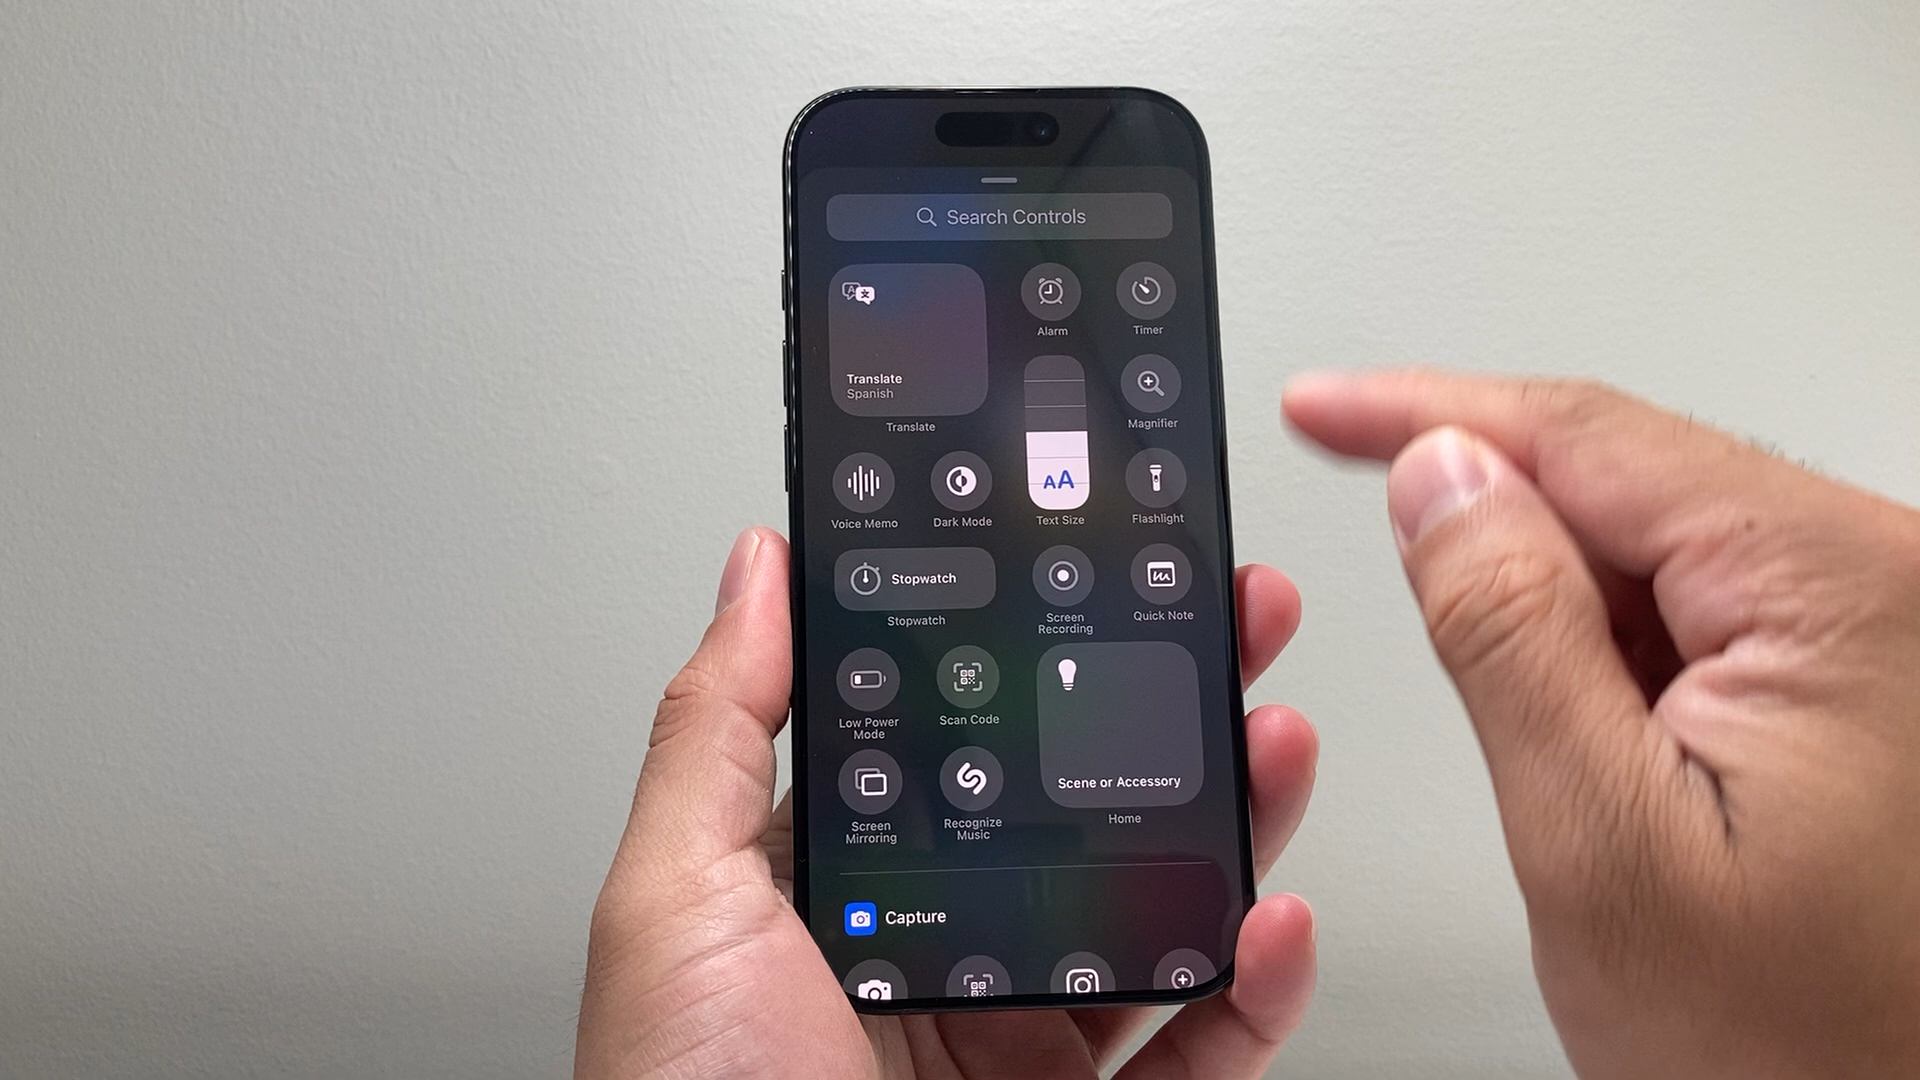 Search Controls
Translate
Spanish
Translate
Alarm
Timer
Magnifier
Voice Memo
Dark Mode
AA
Text Size
Flashlight
Stopwatch
Stopwatch
Screen
Recording
Quick Note
Low Power
Mode
Scan Code
Screen
Mirroring
Recognize
Music
Scene or Accessory
Home
Capture